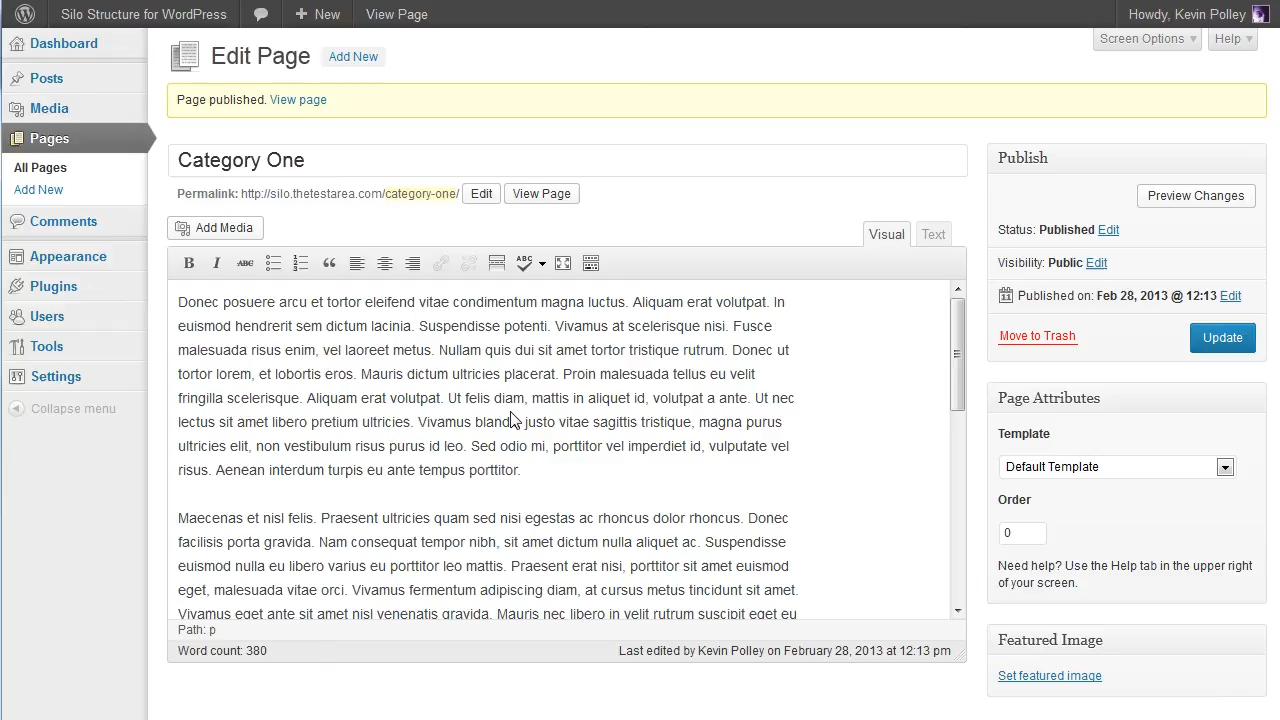 Silo Structure for WordPress + New View Page Howdy, Kevin Polley
Screen Options Help
Dashboard
Posts
Media
Pages
All Pages
Add New
Comments
Appearance
Plugins
Users
Tools
Settings
Collapse menu
Edit Page Add New
Page published. View page
Category One
Permalink: http://silo.thetestarea.com/category-one/ Edit View Page
Add Media
Visual Text
B I ABC ABC
Donec posuere arcu et tortor eleifend vitae condimentum magna luctus. Aliquam erat volutpat. In
euismod hendrerit sem dictum lacinia. Suspendisse potenti. Vivamus at scelerisque nisi. Fusce
malesuada risus enim, vel laoreet metus. Nullam quis dui sit amet tortor tristique rutrum. Donec ut
tortor lorem, et lobortis eros. Mauris dictum ultricies placerat. Proin malesuada tellus eu velit
fringilla scelerisque. Aliquam erat volutpat. Ut felis diam, mattis in aliquet id, volutpat a ante. Ut nec
lectus sit amet libero pretium ultricies. Vivamus blandit justo vitae sagittis tristique, magna purus
ultricies elit, non vestibulum risus purus id leo. Sed odio mi, porttitor vel imperdiet id, vulputate vel
risus. Aenean interdum turpis eu ante tempus porttitor.
Maecenas et nisl felis. Praesent ultricies quam sed nisi egestas ac rhoncus dolor rhoncus. Donec
facilisis porta gravida. Nam consequat tempor nibh, sit amet dictum nulla aliquet ac. Suspendisse
euismod nulla eu libero varius eu porttitor leo mattis. Praesent erat nisi, porttitor sit amet euismod
eget, malesuada vitae orci. Vivamus fermentum adipiscing diam, at cursus metus tincidunt sit amet.
Vivamus eget ante sit amet nisl venenatis gravida. Mauris nec libero in velit rutrum suscipit eget eu
Path: p
Word count: 380 Last edited by Kevin Polley on February 28, 2013 at 12:13 pm
Publish
Preview Changes
Status: Published Edit
Visibility: Public Edit
Published on: Feb 28, 2013 @ 12:13 Edit
Move to Trash Update
Page Attributes
Template
Default Template
Order
0
Need help? Use the Help tab in the upper right
of your screen.
Featured Image
Set featured image